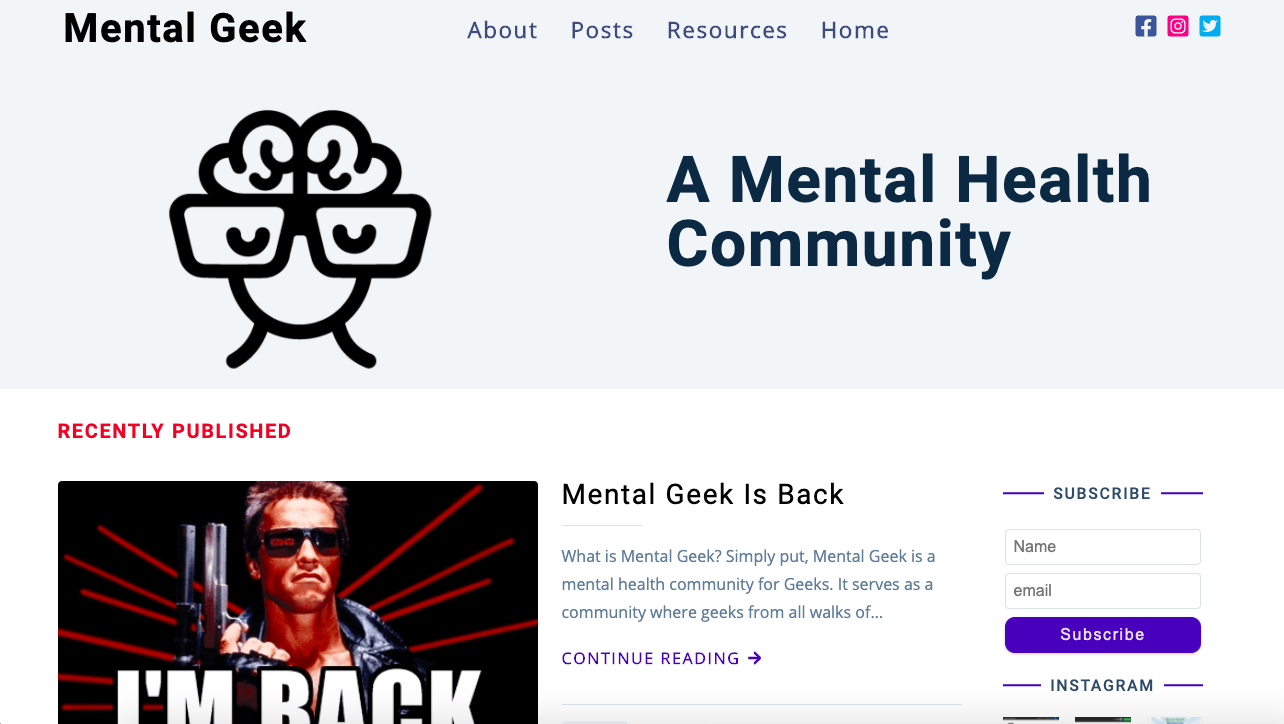 Mental Geek
About Posts Resources Home
A Mental Health
Community
RECENTLY PUBLISHED
I'M BACK
Mental Geek Is Back
What is Mental Geek? Simply put, Mental Geek is a
mental health community for Geeks. It serves as a
community where geeks from all walks of...
CONTINUE READING
SUBSCRIBE
Name
email
Subscribe
INSTAGRAM